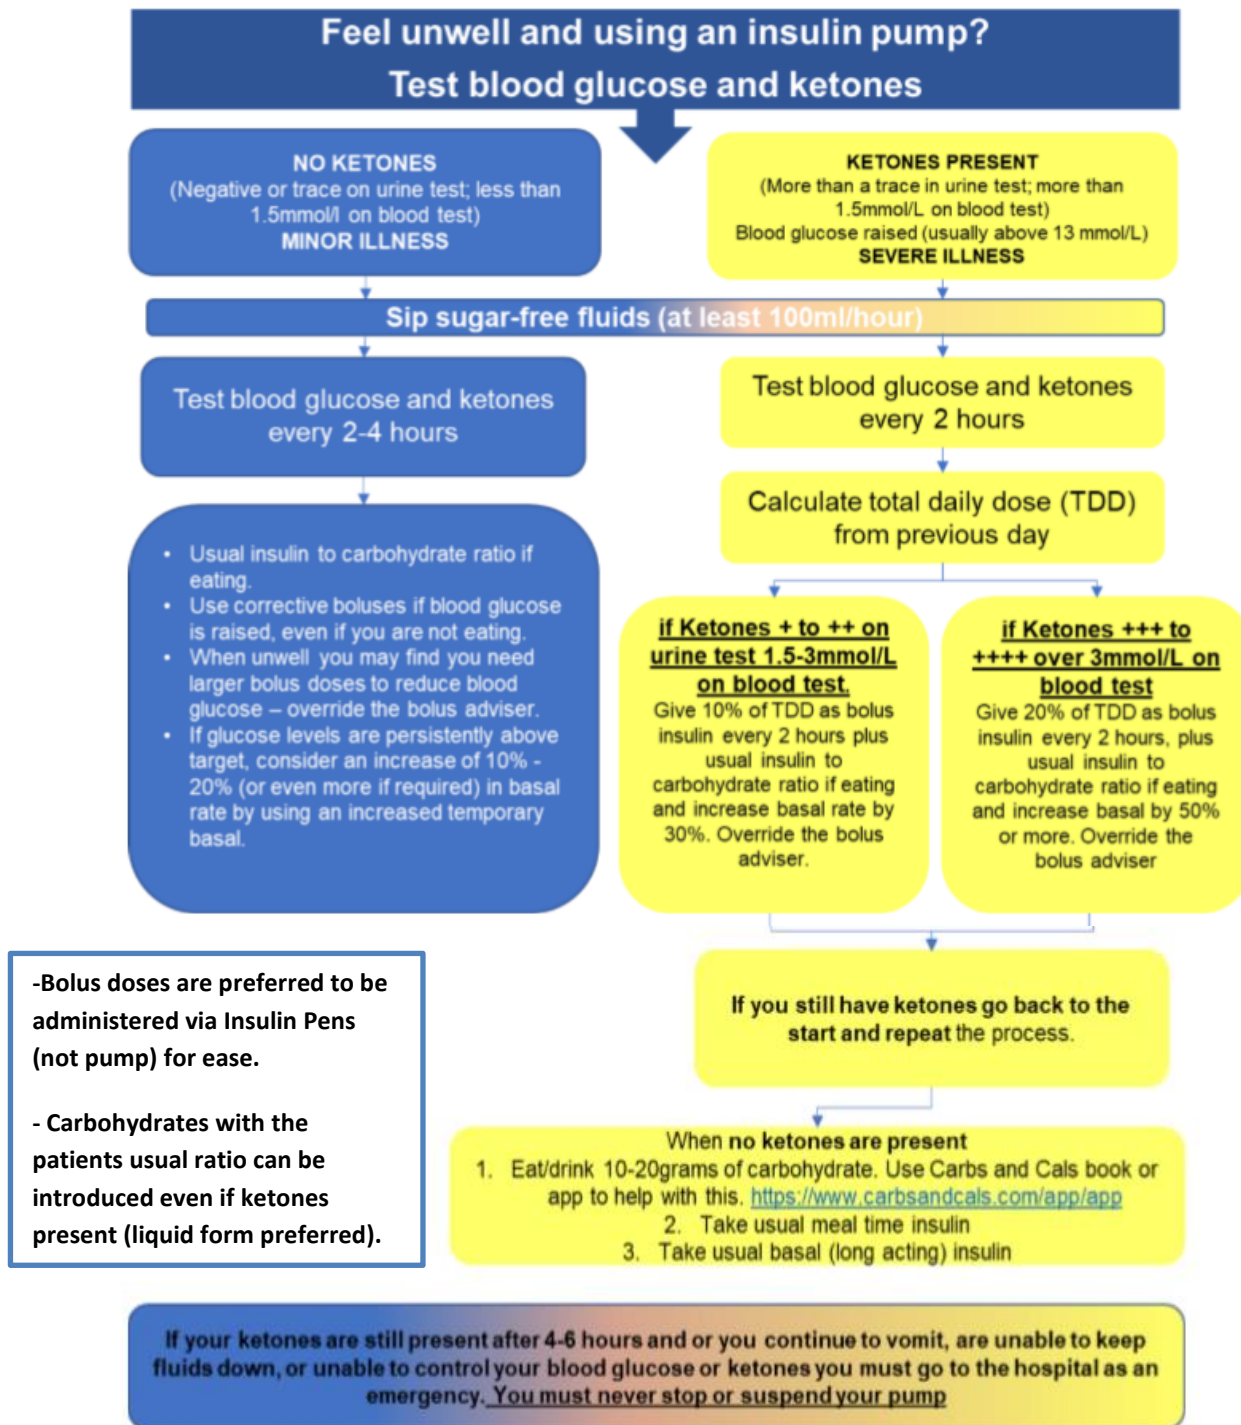 Feel unwell and using an insulin pump?
Test blood glucose and ketones
NO KETONES
(Negative or trace on urine test; less than
1.5mmol/l on blood test)
MINOR ILLNESS
KETONES PRESENT
(More than a trace in urine test; more than
1.5mmol/L on blood test)
Blood glucose raised (usually above 13 mmol/L)
SEVERE ILLNESS
Sip sugar-free fluids (at least 100ml/hour)
Test blood glucose and ketones
every 2-4 hours
Test blood glucose and ketones
every 2 hours
Calculate total daily dose (TDD)
from previous day
• Usual insulin to carbohydrate ratio if
eating.
• Use corrective boluses if blood glucose
is raised, even if you are not eating.
• When unwell you may find you need
larger bolus doses to reduce blood
glucose – override the bolus adviser.
• If glucose levels are persistently above
target, consider an increase of 10% -
20% (or even more if required) in basal
rate by using an increased temporary
basal.
if Ketones + to ++ on
urine test 1.5-3mmol/L
on blood test.
Give 10% of TDD as bolus
insulin every 2 hours plus
usual insulin to
carbohydrate ratio if eating
and increase basal rate by
30%. Override the bolus
adviser.
if Ketones +++ to
++++ over 3mmol/L on
blood test
Give 20% of TDD as bolus
insulin every 2 hours, plus
usual insulin to
carbohydrate ratio if eating
and increase basal by 50%
or more. Override the
bolus adviser
-Bolus doses are preferred to be
administered via Insulin Pens
(not pump) for ease.
- Carbohydrates with the
patients usual ratio can be
introduced even if ketones
present (liquid form preferred).
If you still have ketones go back to the
start and repeat the process.
When no ketones are present
1. Eat/drink 10-20grams of carbohydrate. Use Carbs and Cals book or
app to help with this. https://www.carbsandcals.com/app/app
2. Take usual meal time insulin
3. Take usual basal (long acting) insulin
If your ketones are still present after 4-6 hours and or you continue to vomit, are unable to keep
fluids down, or unable to control your blood glucose or ketones you must go to the hospital as an
emergency. You must never stop or suspend your pump